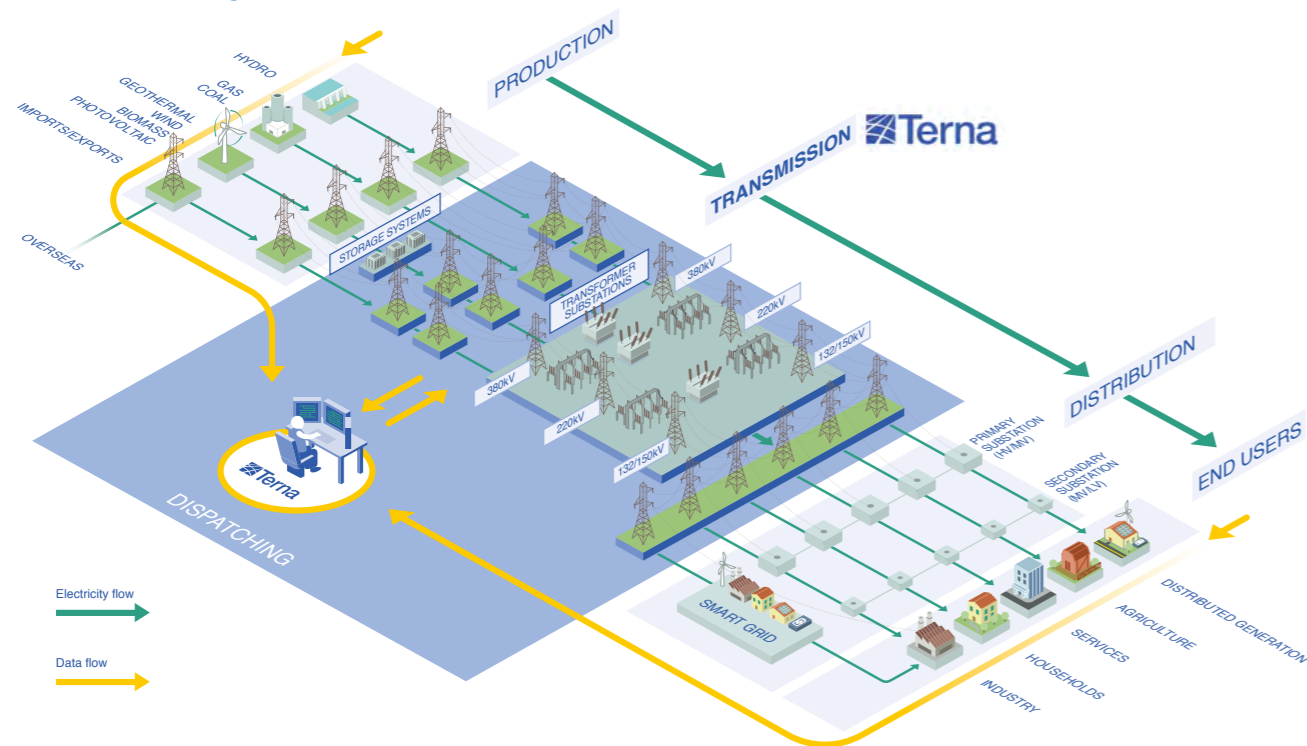 PRODUCTION
TRANSMISSION
Terna
DISTRIBUTION
END USERS
HYDRO
GAS
COAL
GEOTHERMAL
WIND
BIOMASS
PHOTOVOLTAIC
IMPORTS/EXPORTS
OVERSEAS
STORAGE SYSTEMS
TRANSFORMER
SUBSTATIONS
380kV
220kV
132/150kV
380kV
220kV
132/150kV
PRIMARY
SUBSTATION
(HV/MV)
SECONDARY
SUBSTATION
(MV/LV)
Terna
DISPATCHING
SMART GRID
DISTRIBUTED GENERATION
AGRICULTURE
SERVICES
HOUSEHOLDS
INDUSTRY
Electricity flow
Data flow